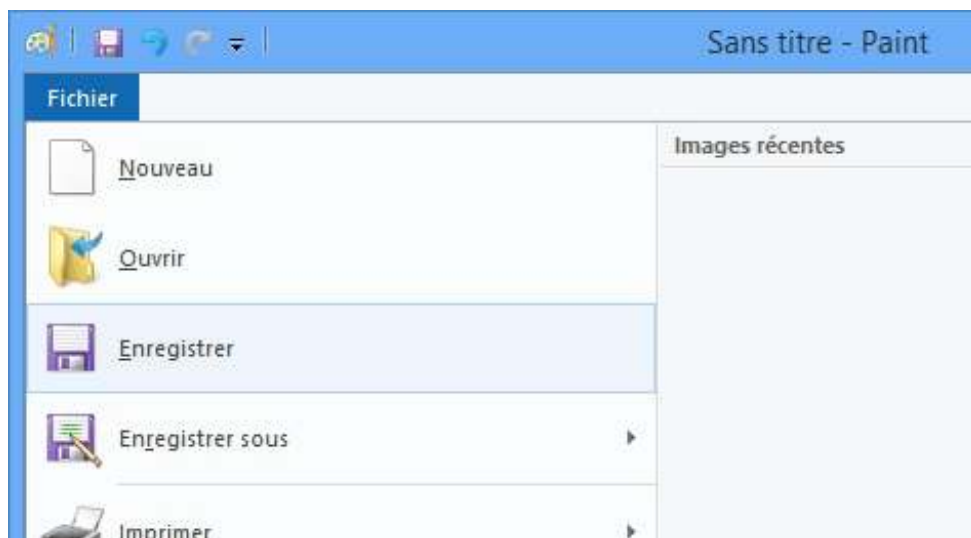 Sans titre - Paint
Fichier
Images récentes
Nouveau
Ouvrir
Enregistrer
Enregistrer sous
Imprimer